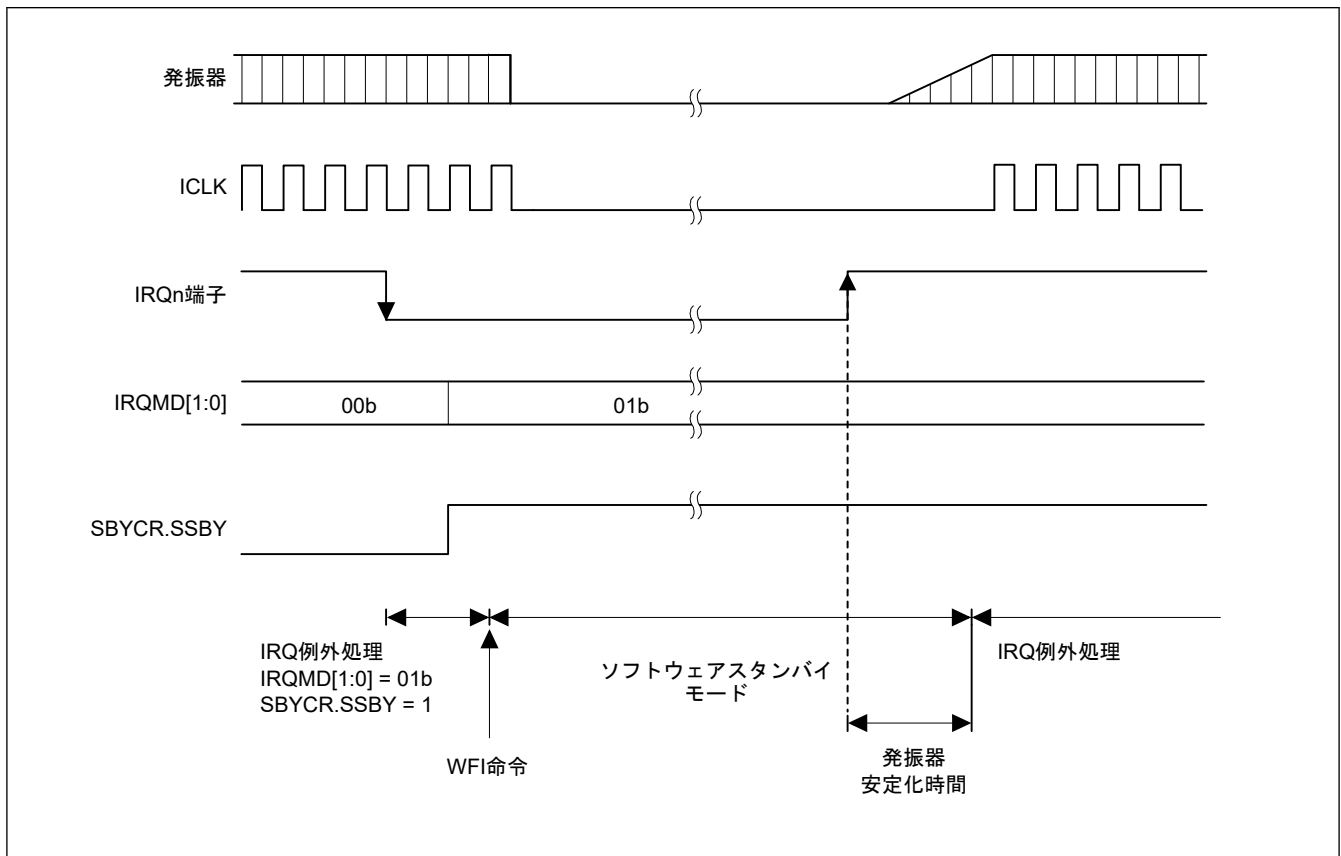 発振器
ICLK
IRQn端子
IRQMD[1:0]
00b
01b
SBYCR.SSBY
IRQ例外処理
IRQMD[1:0] = 01b
SBYCR.SSBY = 1
WFI命令
ソフトウェアスタンバイ
モード
発振器
安定化時間
IRQ例外処理